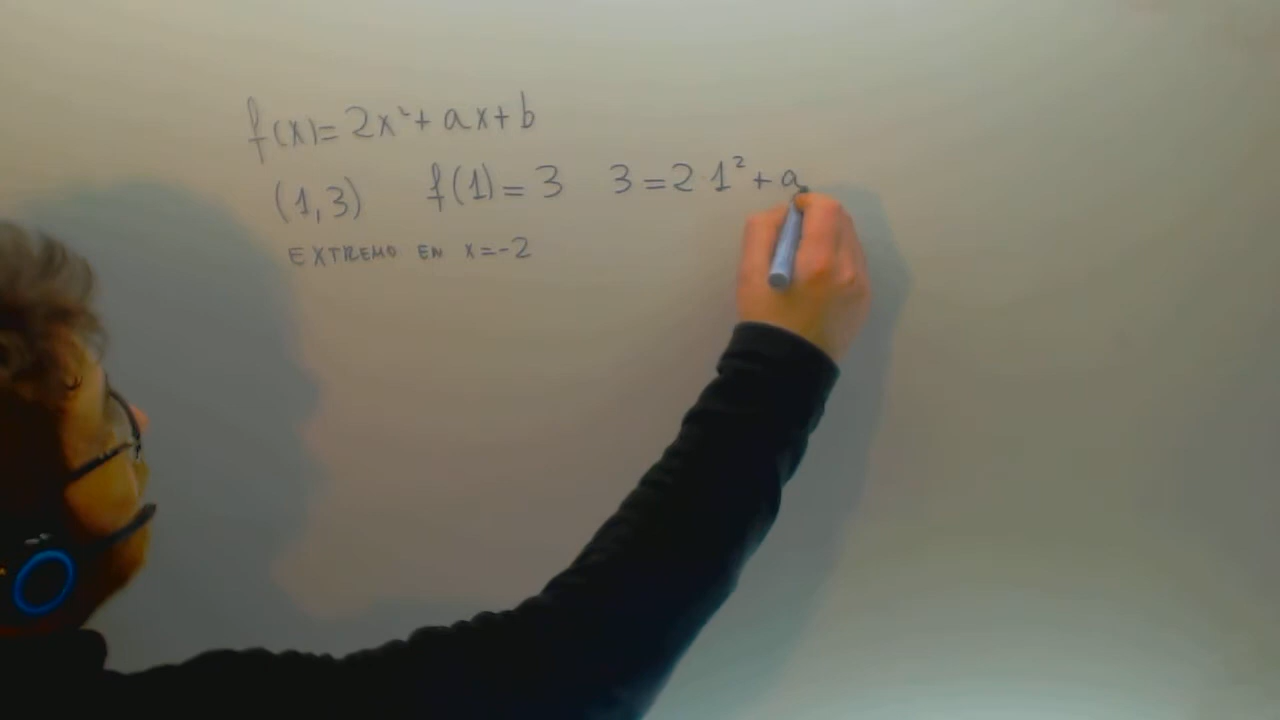 f(x)=2x²+ax+b
(1,3) f(1)=3 3=2·1²+a
EXTREMO EN x=-2